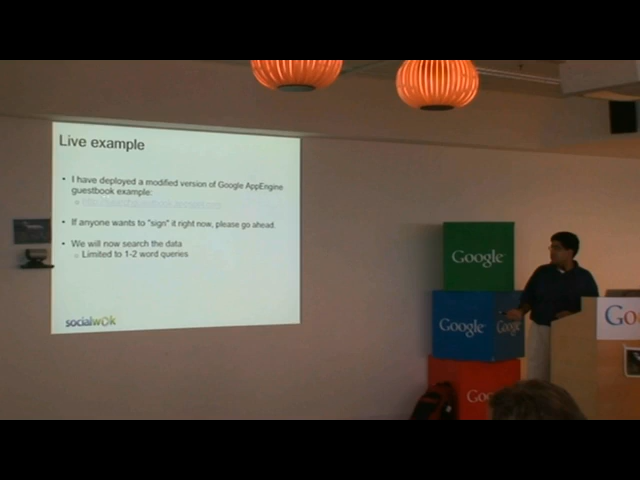 Live example
• I have deployed a modified version of Google AppEngine
guestbook example:
• If anyone wants to "sign" it right now, please go ahead.
• We will now search the data
Limited to 1-2 word queries
socialwok
Google
Google
Google
Go
Go